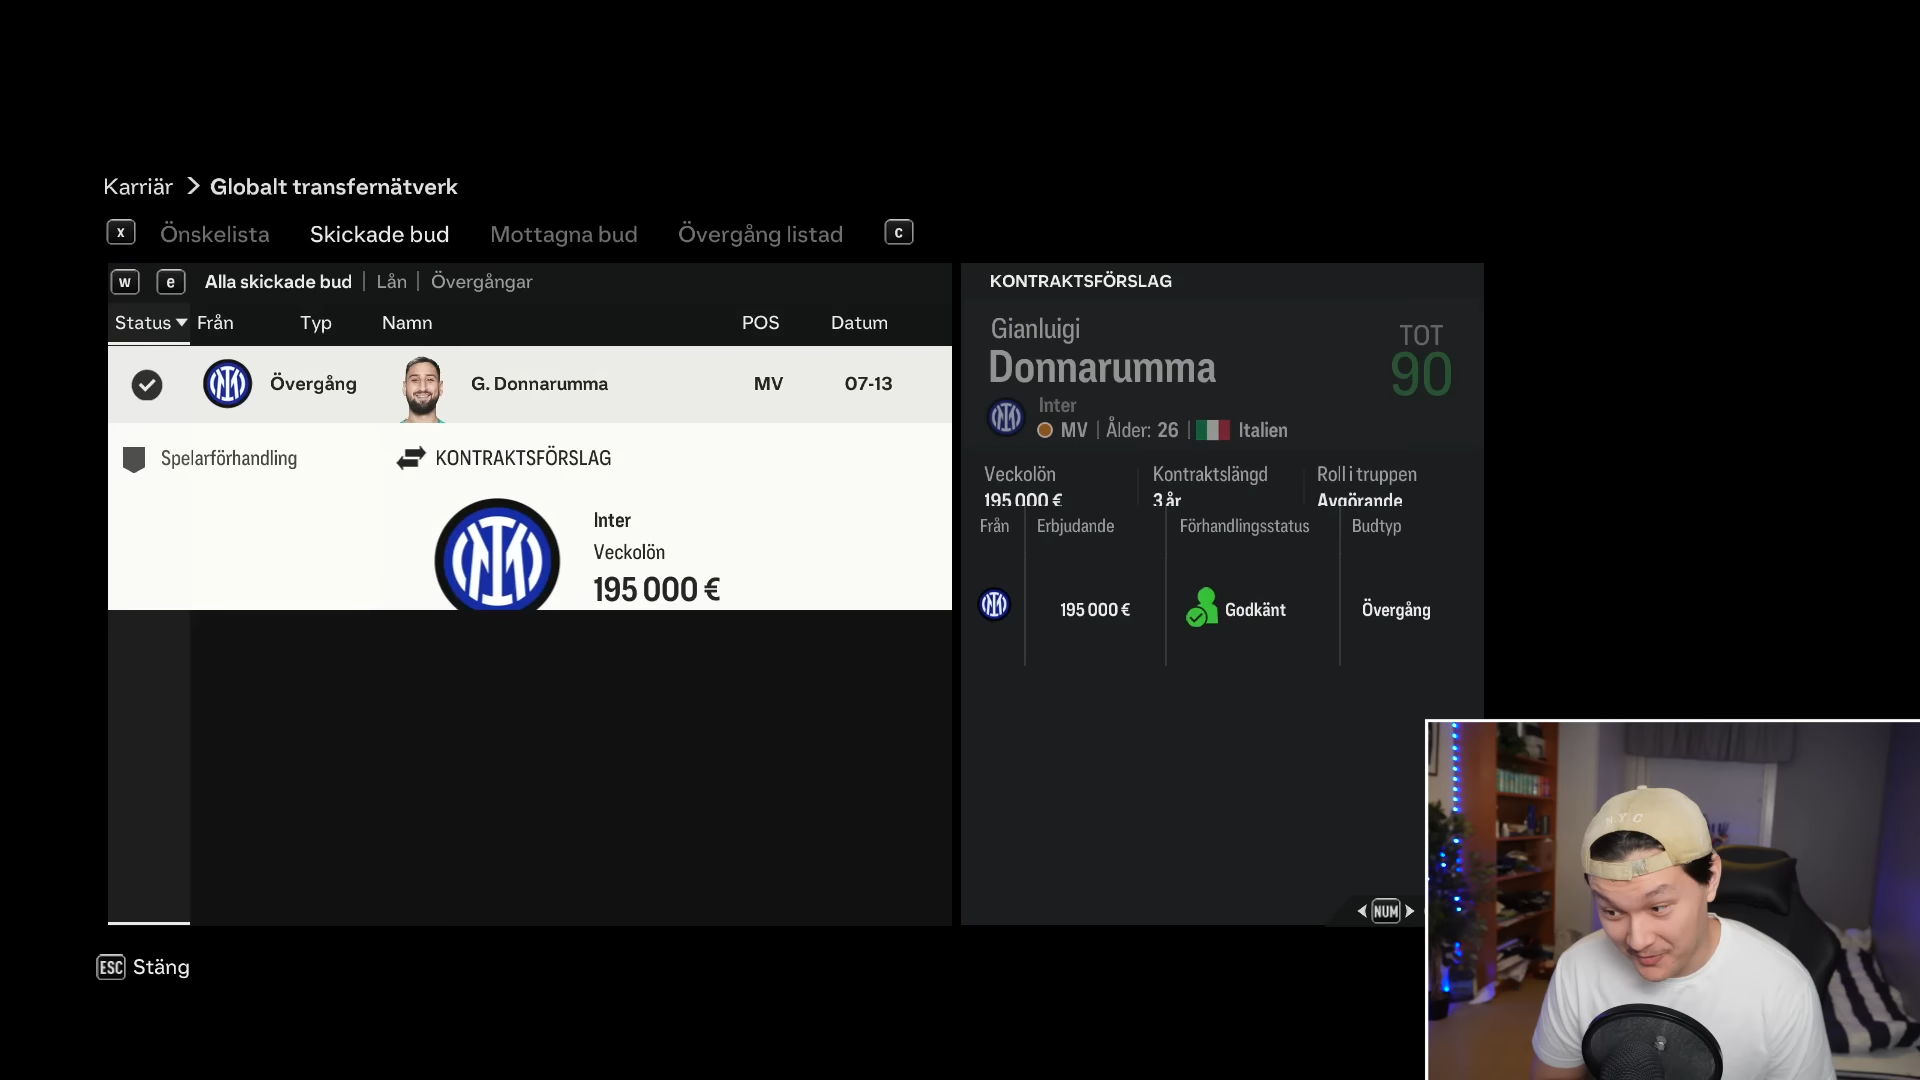 Karriär > Globalt transfernätverk
x Önskelista Skickade bud Mottagna bud Övergång listad c
w e Alla skickade bud | Lån | Övergångar
Status Från Typ Namn POS Datum
Övergång G. Donnarumma MV 07-13
Spelarförhandling KONTRAKTSFÖRSLAG
Inter
Veckolön
195 000 €
KONTRAKTSFÖRSLAG
Gianluigi
Donnarumma
TOT
90
Inter
MV | Ålder: 26 | Italien
Veckolön Kontraktslängd Roll i truppen
195 000 € 3 år Avgörande
Från Erbjudande Förhandlingsstatus Budtyp
195 000 € Godkänt Övergång
NUM
ESC Stäng
N.Y.C